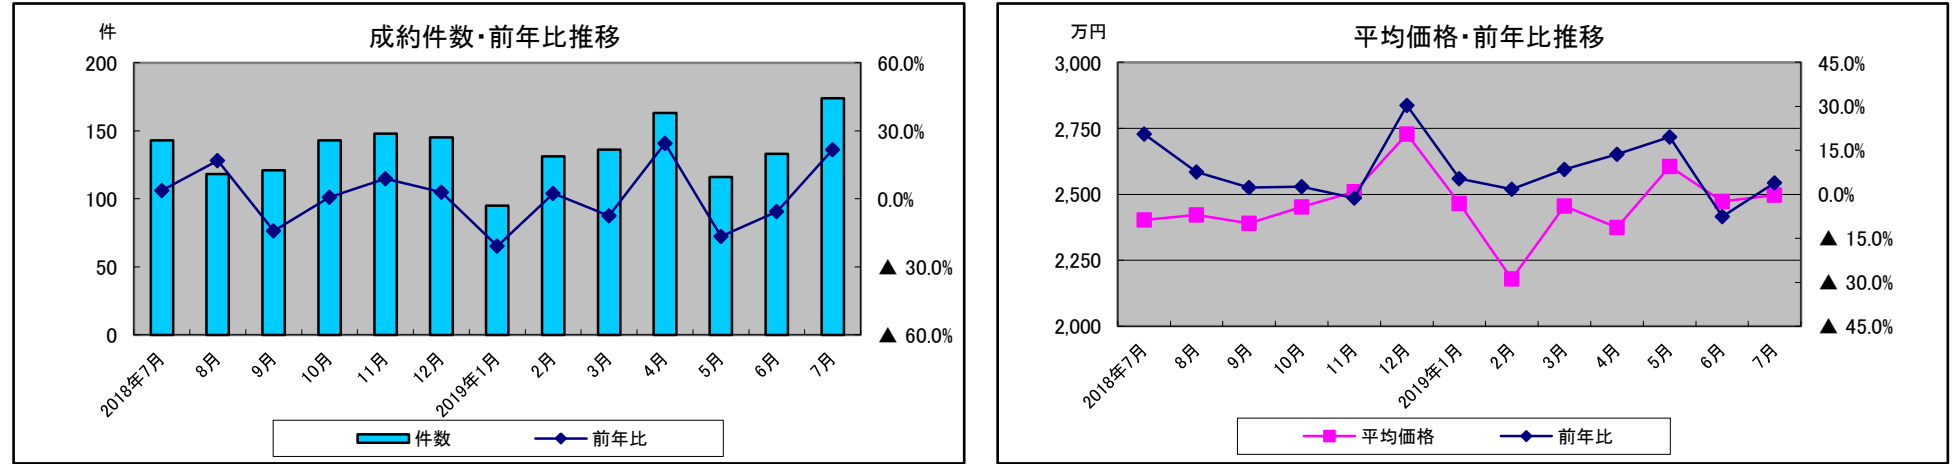 件
成約件数・前年比推移
200
150
100
50
0
60.0%
30.0%
0.0%
▲ 30.0%
▲ 60.0%
2018年7月
8月
9月
10月
11月
12月
2019年1月
2月
3月
4月
5月
6月
7月
件数
前年比
万円
平均価格・前年比推移
3,000
2,750
2,500
2,250
2,000
45.0%
30.0%
15.0%
0.0%
▲ 15.0%
▲ 30.0%
▲ 45.0%
2018年7月
8月
9月
10月
11月
12月
2019年1月
2月
3月
4月
5月
6月
7月
平均価格
前年比